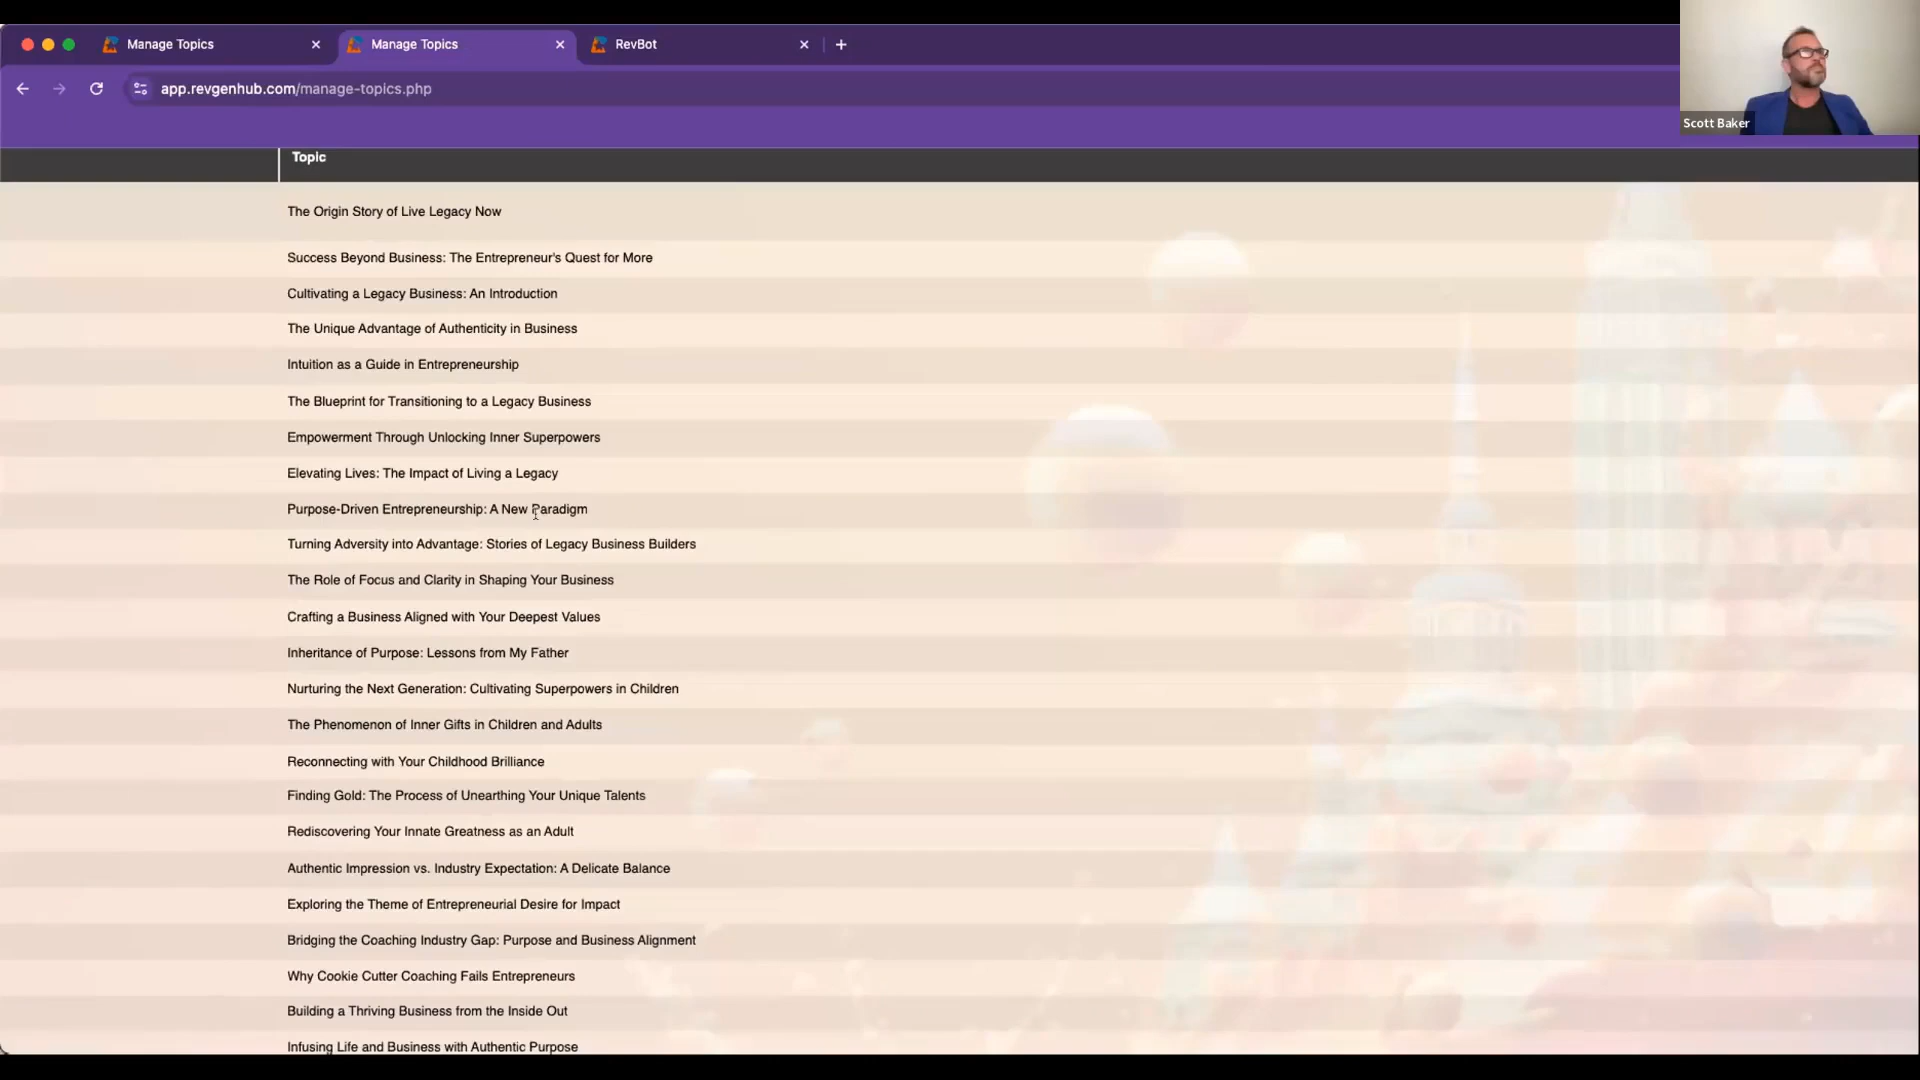 Manage Topics
Manage Topics
RevBot
app.revgenhub.com/manage-topics.php
Scott Baker
Topic
The Origin Story of Live Legacy Now
Success Beyond Business: The Entrepreneur's Quest for More
Cultivating a Legacy Business: An Introduction
The Unique Advantage of Authenticity in Business
Intuition as a Guide in Entrepreneurship
The Blueprint for Transitioning to a Legacy Business
Empowerment Through Unlocking Inner Superpowers
Elevating Lives: The Impact of Living a Legacy
Purpose-Driven Entrepreneurship: A New Paradigm
Turning Adversity into Advantage: Stories of Legacy Business Builders
The Role of Focus and Clarity in Shaping Your Business
Crafting a Business Aligned with Your Deepest Values
Inheritance of Purpose: Lessons from My Father
Nurturing the Next Generation: Cultivating Superpowers in Children
The Phenomenon of Inner Gifts in Children and Adults
Reconnecting with Your Childhood Brilliance
Finding Gold: The Process of Unearthing Your Unique Talents
Rediscovering Your Innate Greatness as an Adult
Authentic Impression vs. Industry Expectation: A Delicate Balance
Exploring the Theme of Entrepreneurial Desire for Impact
Bridging the Coaching Industry Gap: Purpose and Business Alignment
Why Cookie Cutter Coaching Fails Entrepreneurs
Building a Thriving Business from the Inside Out
Infusing Life and Business with Authentic Purpose